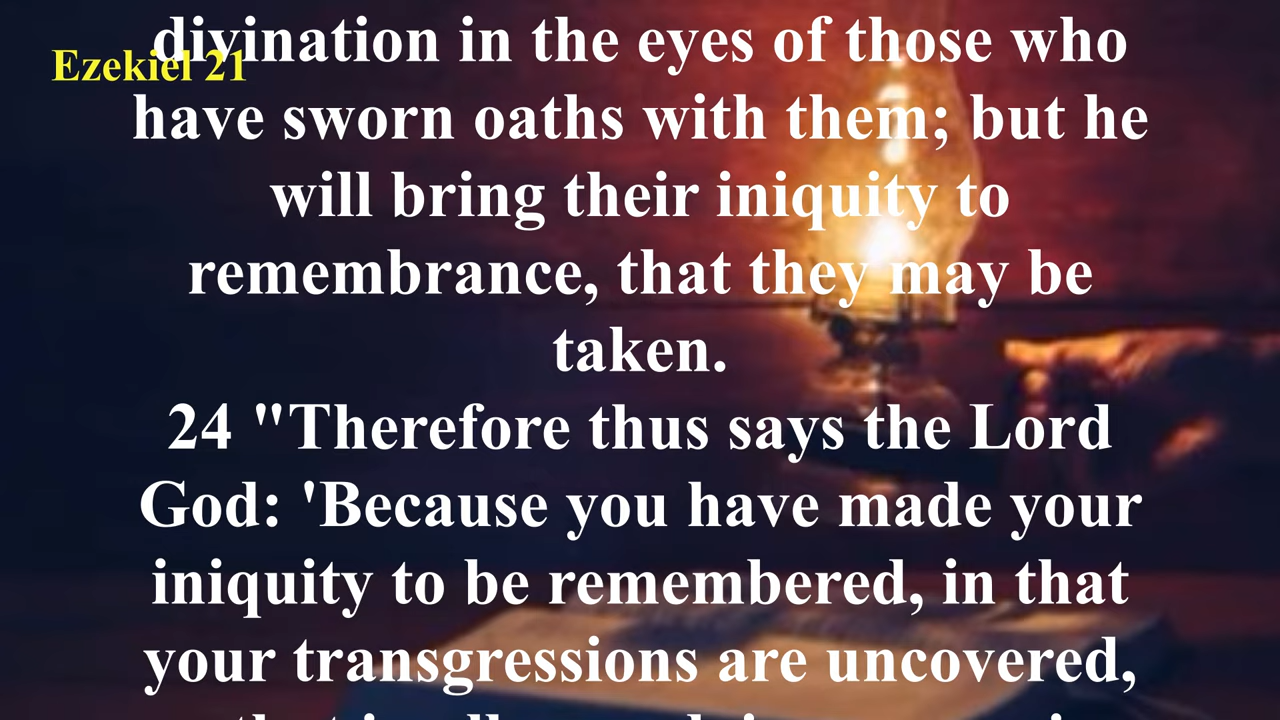 Ezekiel 21
divination in the eyes of those who
have sworn oaths with them; but he
will bring their iniquity to
remembrance, that they may be
taken.
24 "Therefore thus says the Lord
God: 'Because you have made your
iniquity to be remembered, in that
your transgressions are uncovered,